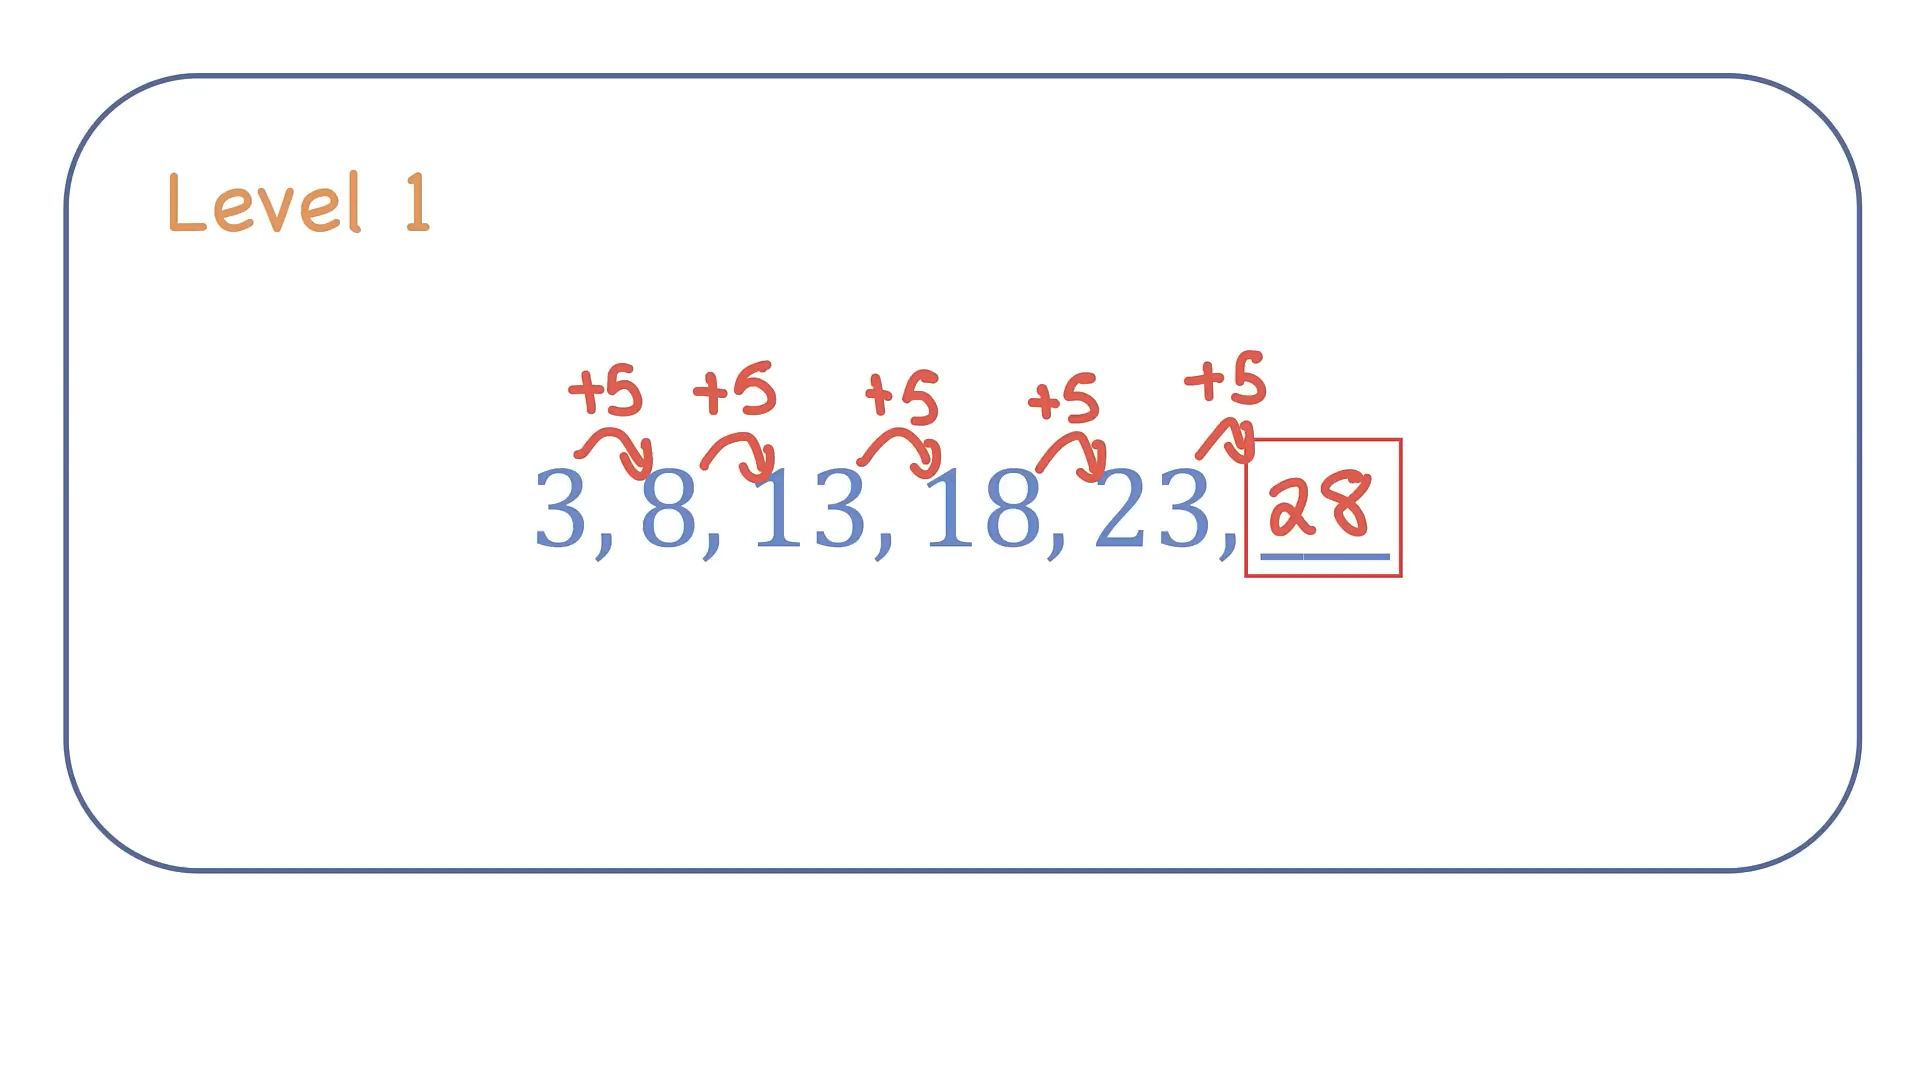 Level 1
+5 +5 +5 +5 +5
3, 8, 13, 18, 23, 28